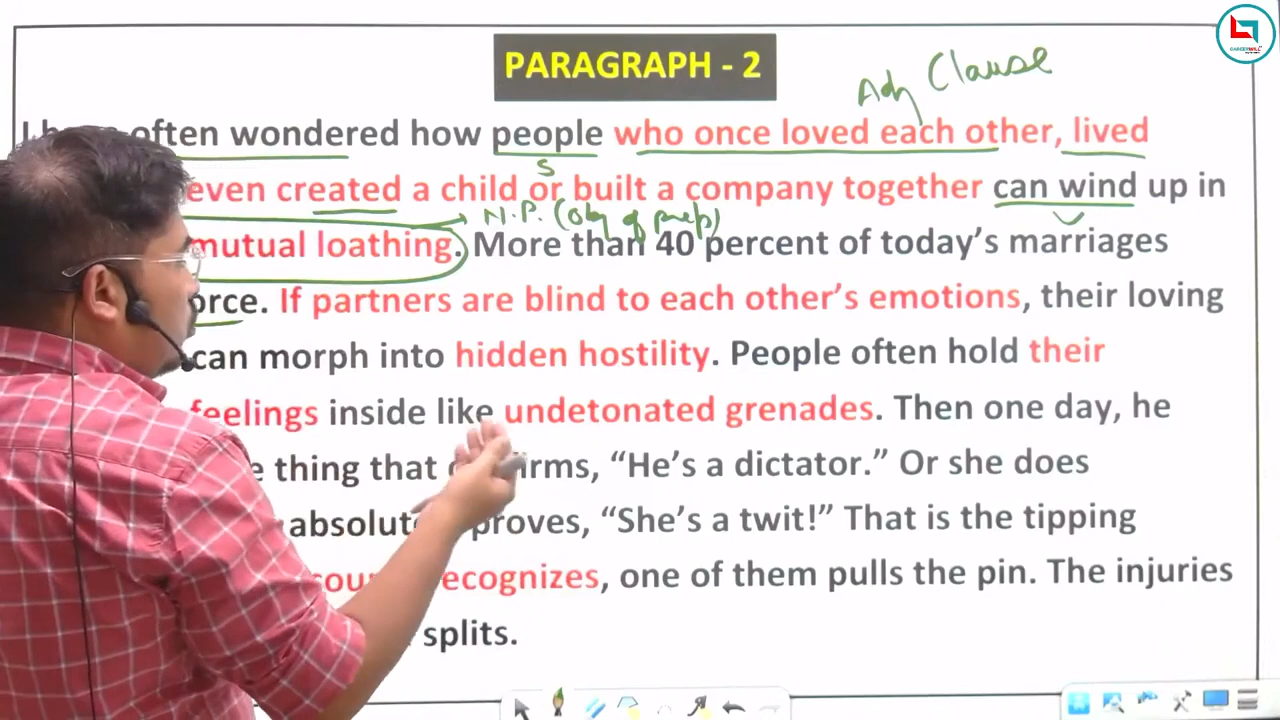 PARAGRAPH - 2
Adj Clause
often wondered how people who once loved each other, lived
S
even created a child or built a company together can wind up in
N.P. (obj of prep)
mutual loathing. More than 40 percent of today's marriages
If partners are blind to each other's emotions, their loving
can morph into hidden hostility. People often hold their
feelings inside like undetonated grenades. Then one day, he
thing that "He's a dictator." Or she does
proves, "She's a twit!" That is the tipping
one of them pulls the pin. The injuries
splits.